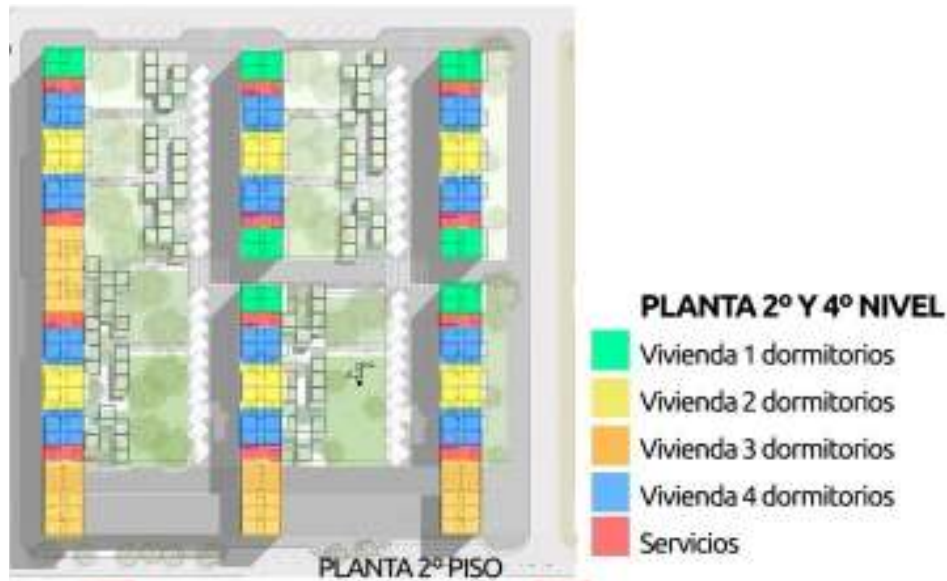 PLANTA 2º Y 4º NIVEL
Vivienda 1 dormitorios
Vivienda 2 dormitorios
Vivienda 3 dormitorios
Vivienda 4 dormitorios
Servicios
PLANTA 2º PISO